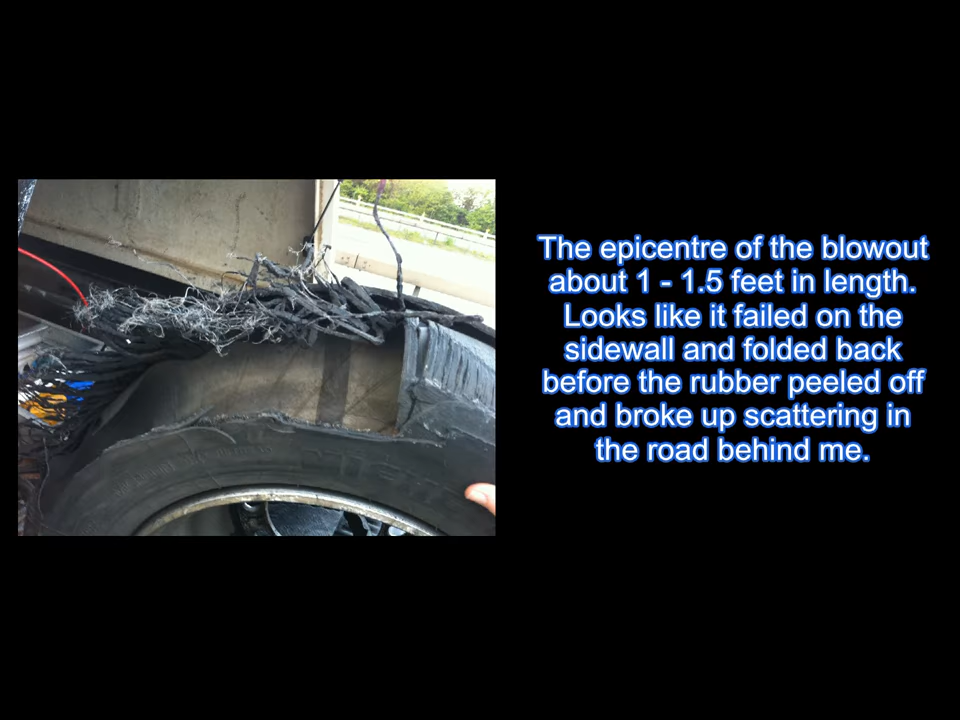 The epicentre of the blowout
about 1 - 1.5 feet in length.
Looks like it failed on the
sidewall and folded back
before the rubber peeled off
and broke up scattering in
the road behind me.